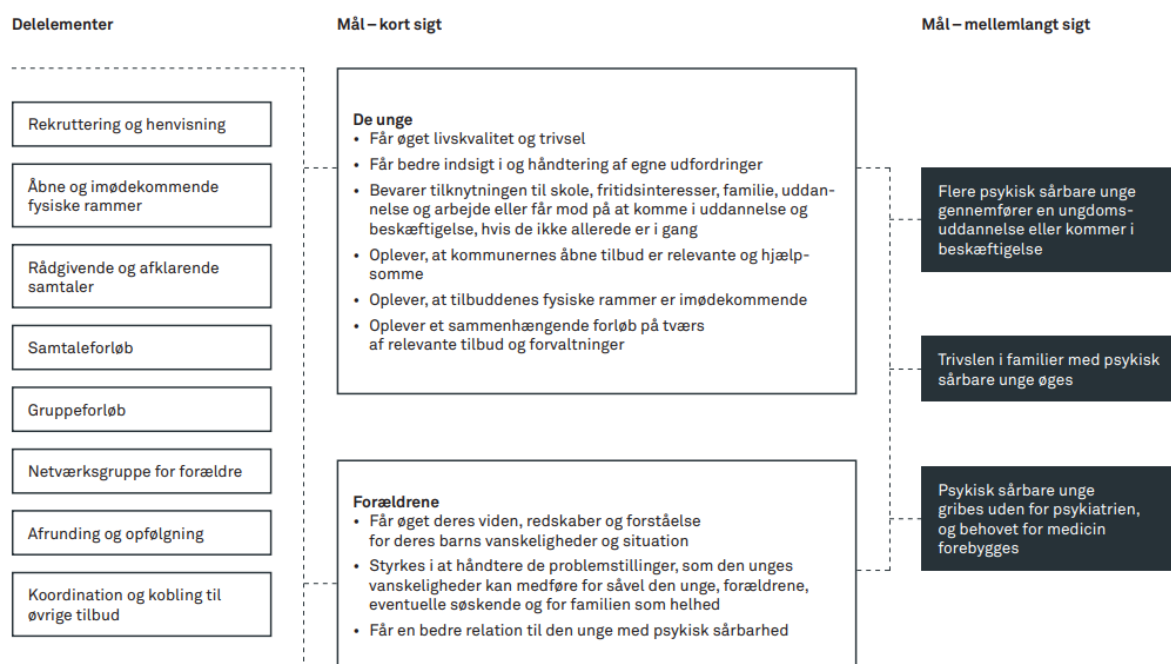 Delelementer
Rekruttering og henvisning
Åbne og imødekommende
fysiske rammer
Rådgivende og afklarende
samtaler
Samtaleforløb
Gruppeforløb
Netværksgruppe for forældre
Afrunding og opfølgning
Koordination og kobling til
øvrige tilbud
Mål – kort sigt
De unge
• Får øget livskvalitet og trivsel
• Får bedre indsigt i og håndtering af egne udfordringer
• Bevarer tilknytningen til skole, fritidsinteresser, familie, uddan-
nelse og arbejde eller får mod på at komme i uddannelse og
beskæftigelse, hvis de ikke allerede er i gang
• Oplever, at kommunernes åbne tilbud er relevante og hjælp-
somme
• Oplever, at tilbuddenes fysiske rammer er imødekommende
• Oplever et sammenhængende forløb på tværs
af relevante tilbud og forvaltninger
Forældrene
• Får øget deres viden, redskaber og forståelse
for deres barns vanskeligheder og situation
• Styrkes i at håndtere de problemstillinger, som den unges
vanskeligheder kan medføre for såvel den unge, forældrene,
eventuelle søskende og for familien som helhed
• Får en bedre relation til den unge med psykisk sårbarhed
Mål – mellemlangt sigt
Flere psykisk sårbare unge
gennemfører en ungdoms-
uddannelse eller kommer i
beskæftigelse
Trivslen i familier med psykisk
sårbare unge øges
Psykisk sårbare unge
gribes uden for psykiatrien,
og behovet for medicin
forebygges